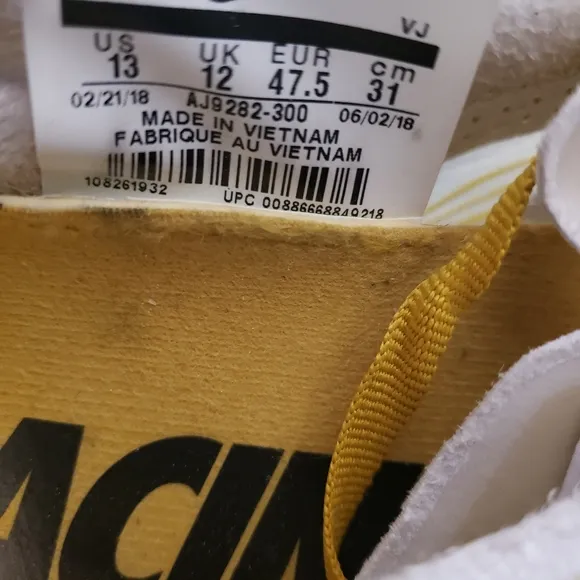 VJ
US UK EUR cm
13 12 47.5 31
02/21/18 AJ9282-300 06/02/18
MADE IN VIETNAM
FABRIQUE AU VIETNAM
108261932 UPC 00886668849218
ACIN